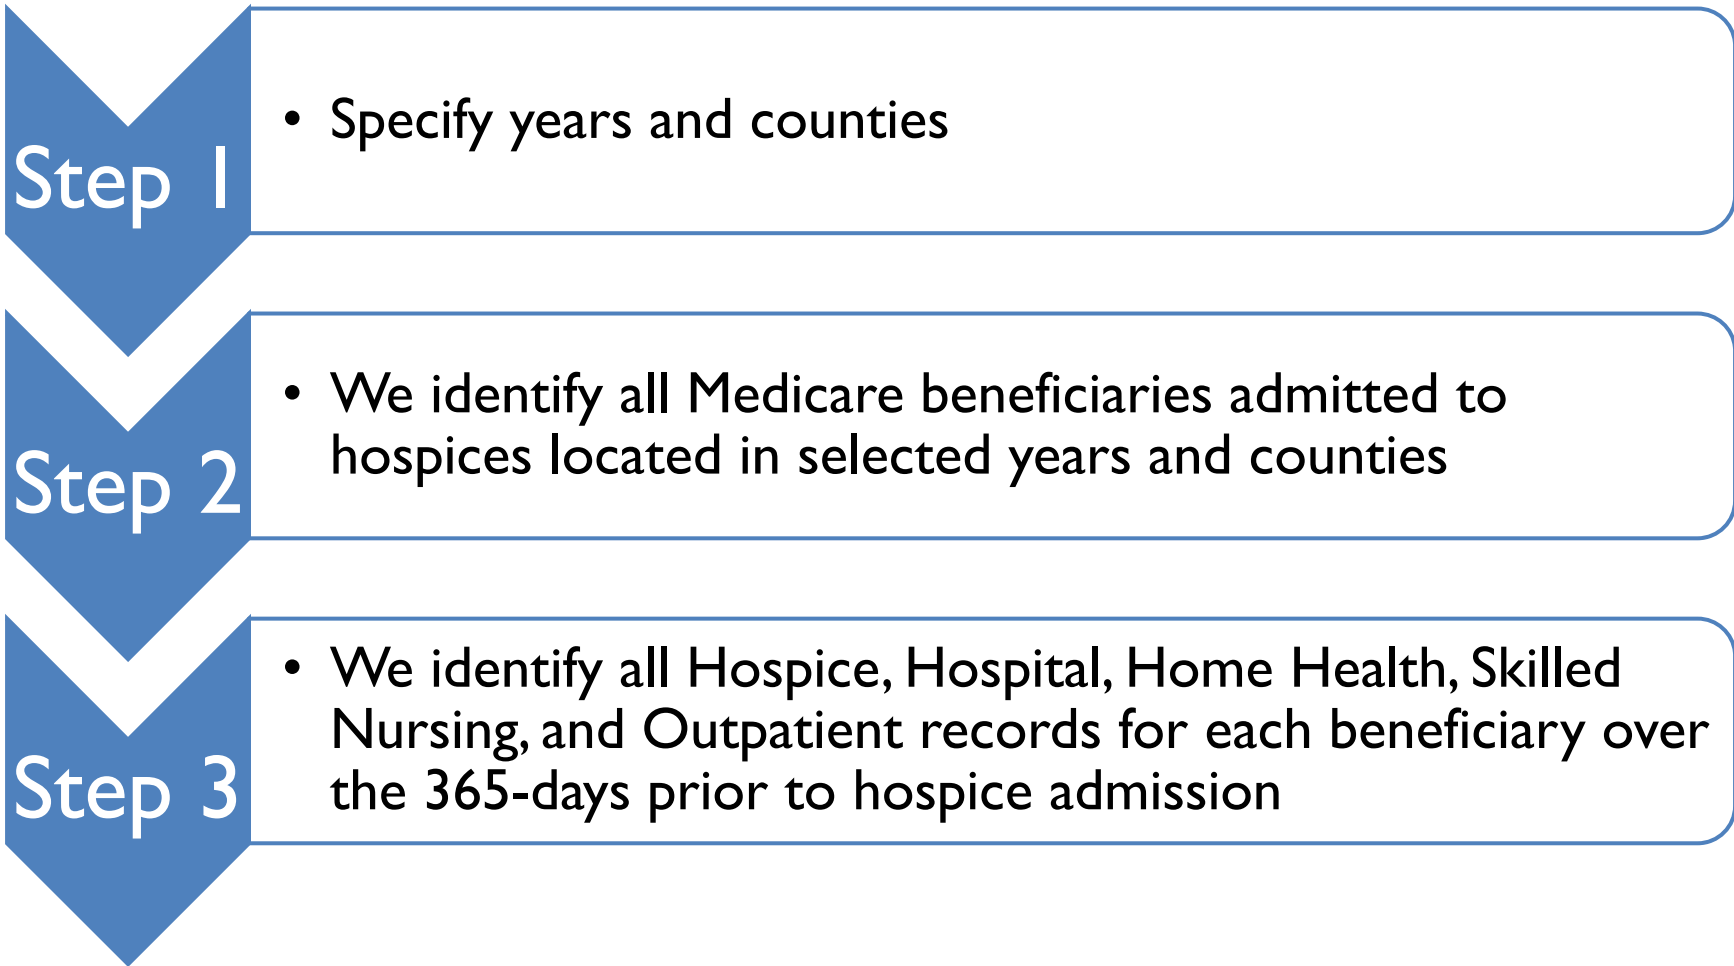 Step 1
• Specify years and counties
Step 2
• We identify all Medicare beneficiaries admitted to
hospices located in selected years and counties
Step 3
• We identify all Hospice, Hospital, Home Health, Skilled
Nursing, and Outpatient records for each beneficiary over
the 365-days prior to hospice admission